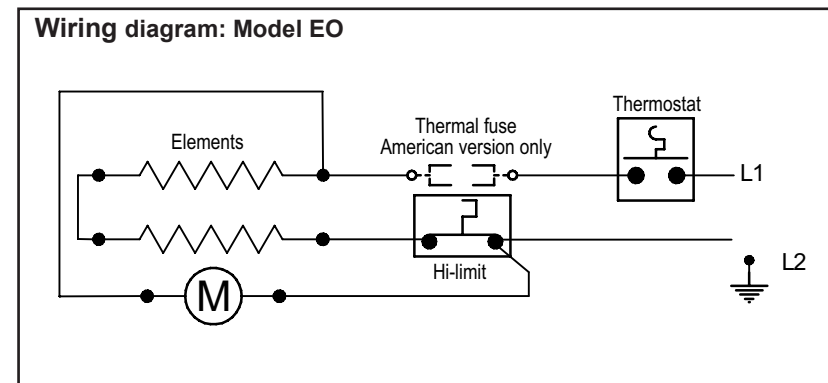 Wiring diagram: Model EO
Thermostat
Thermal fuse
American version only
Elements
L1
Hi-limit
L2
M